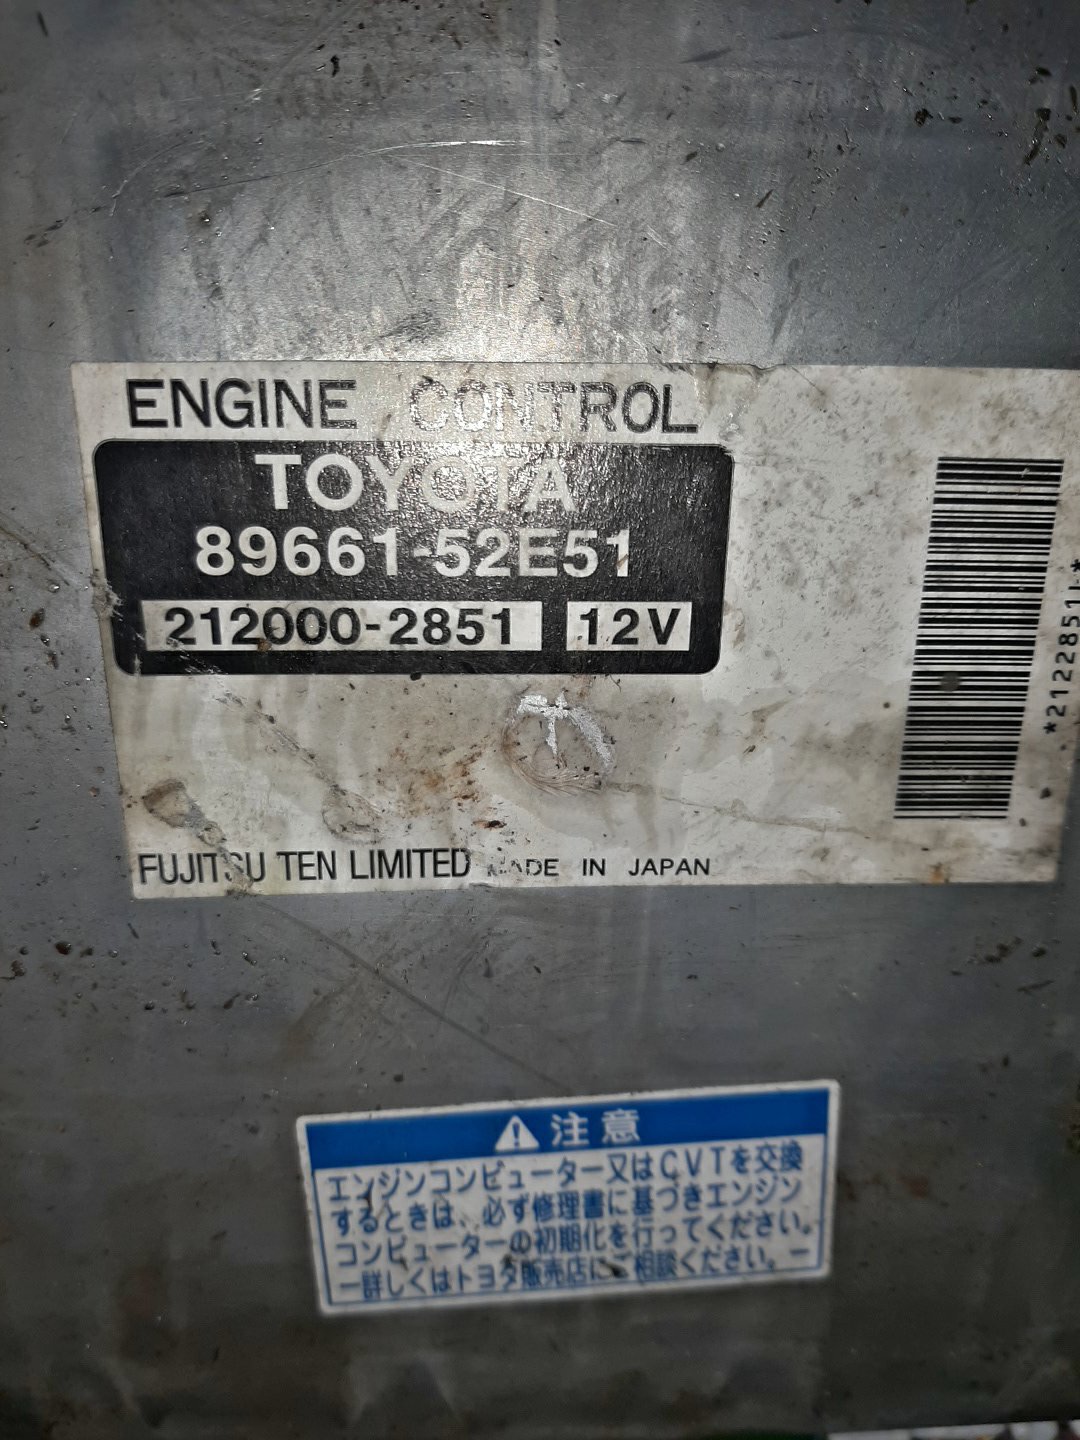 ENGINE CONTROL
TOYOTA
89661-52E51
212000-2851 12V
*2122851L*
FUJITSU TEN LIMITED MADE IN JAPAN
注意
エンジンコンピューター又はCVTを交換
するときは、必ず修理書に基づきエンジン
コンピューターの初期化を行ってください。
ー詳しくはトヨタ販売店にご相談ください。ー